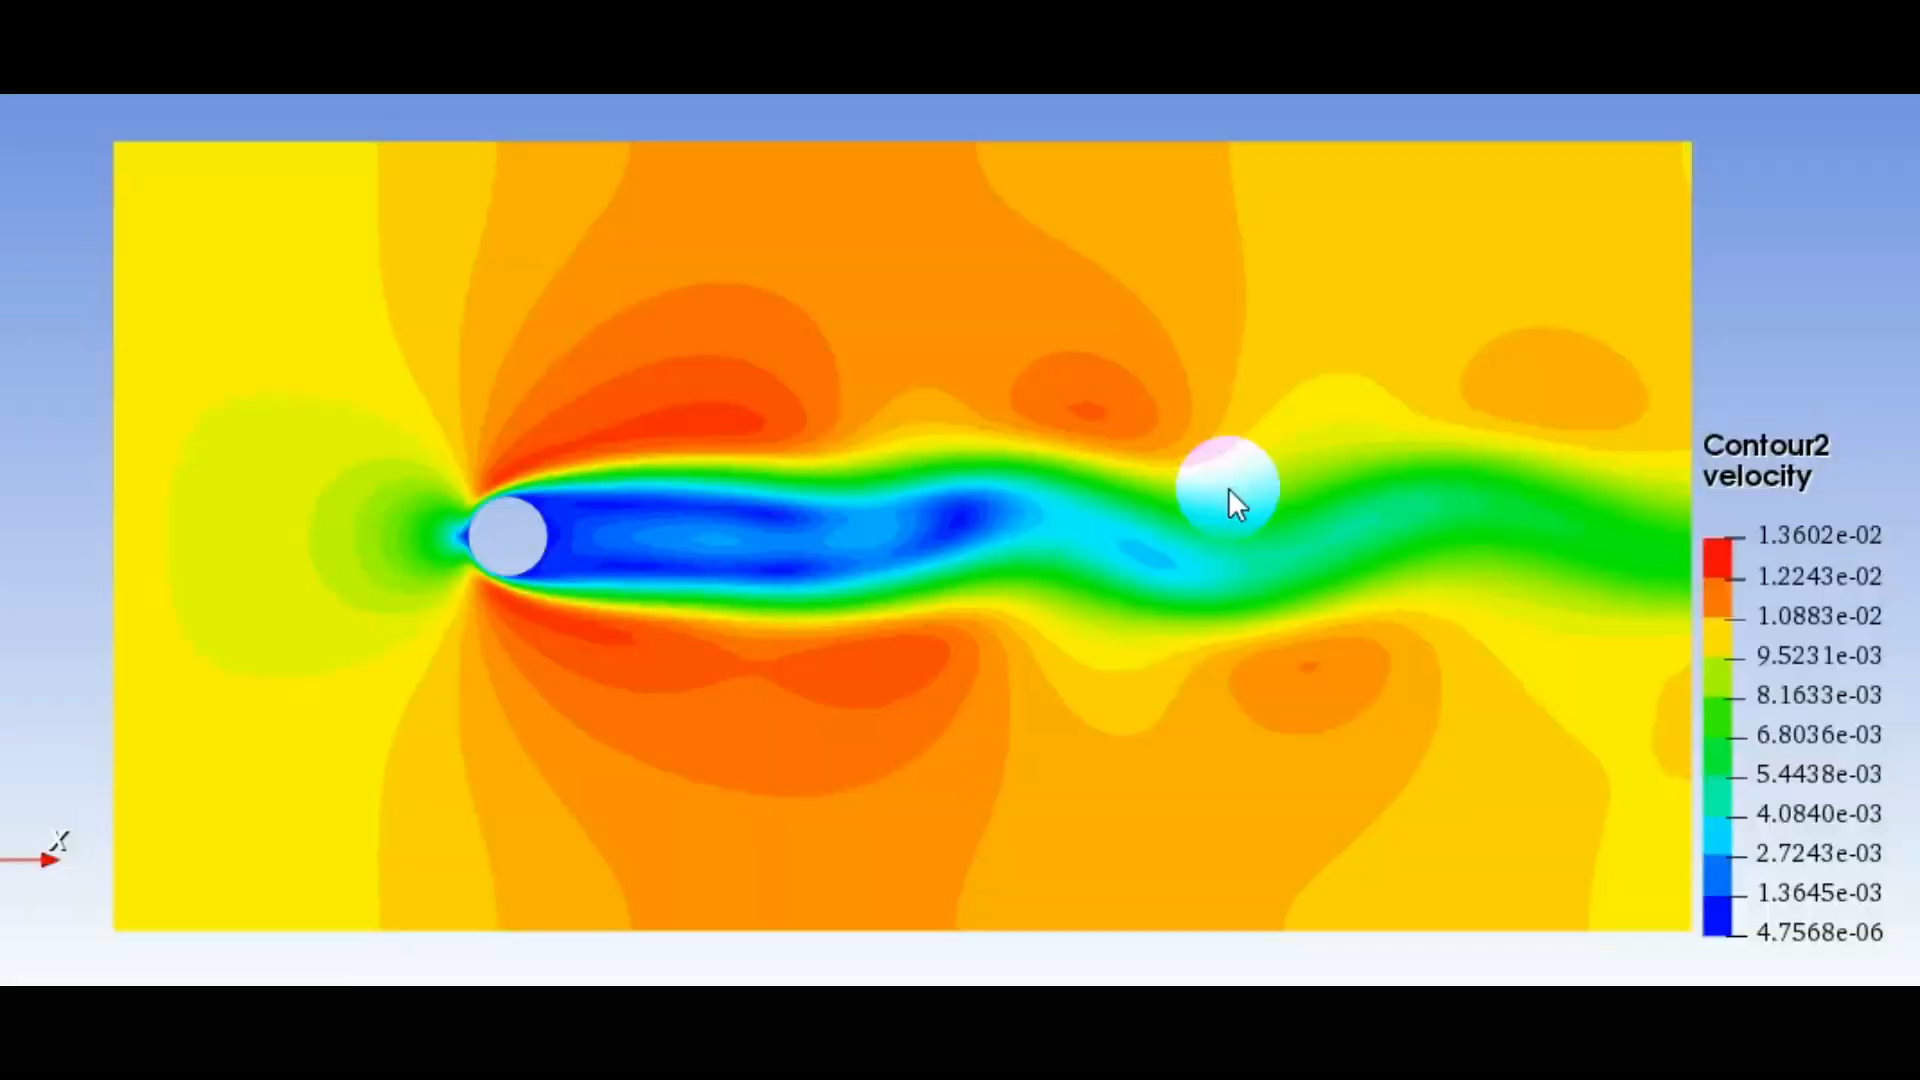 Contour2
velocity
1.3602e-02
1.2243e-02
1.0883e-02
9.5231e-03
8.1633e-03
6.8036e-03
5.4438e-03
4.0840e-03
2.7243e-03
1.3645e-03
4.7568e-06
X